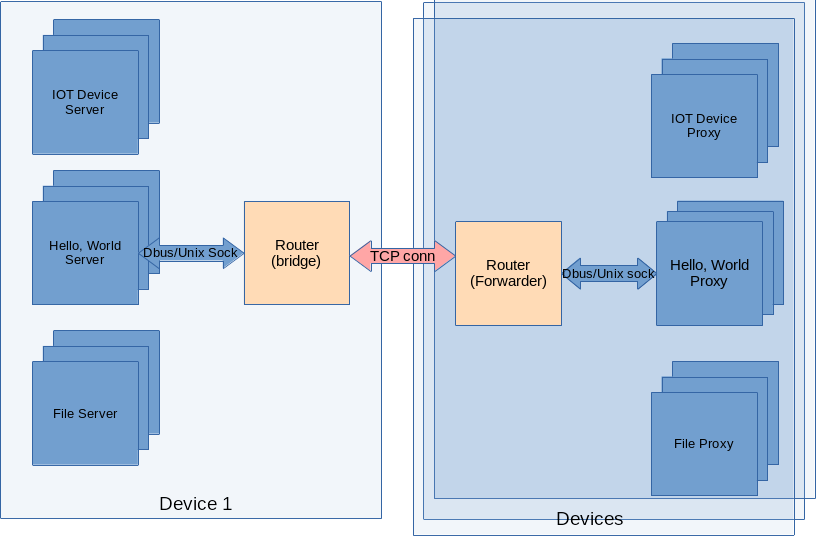 IOT Device
Server
Hello, World
Server
Dbus/Unix Sock
Router
(bridge)
File Server
Device 1
TCP conn
IOT Device
Proxy
Router
(Forwarder)
Dbus/Unix sock
Hello, World
Proxy
File Proxy
Devices